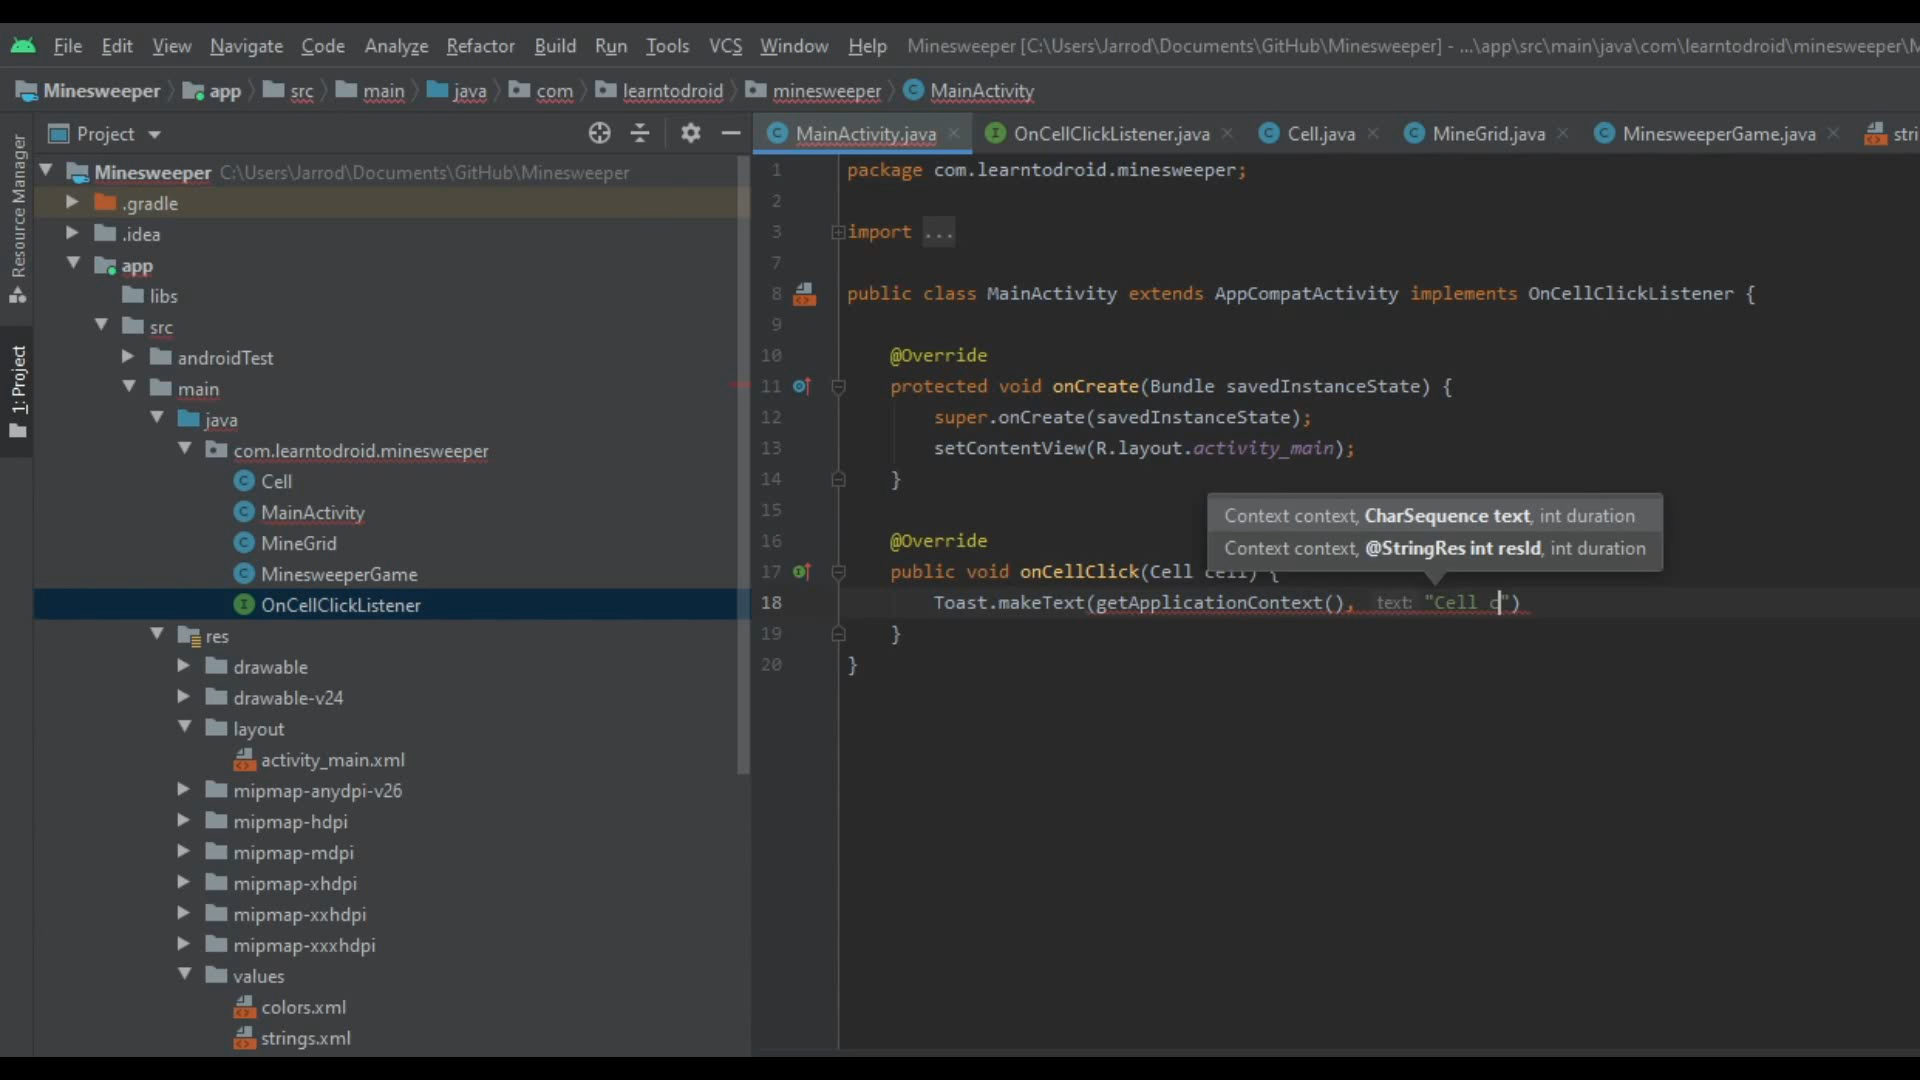 File Edit View Navigate Code Analyze Refactor Build Run Tools VCS Window Help Minesweeper [C:\Users\Jarrod\Documents\GitHub\Minesweeper] - ...\app\src\main\java\com\learntodroid\minesweeper\M
Minesweeper app src main java com learntodroid minesweeper MainActivity
Project
MainActivity.java OnCellClickListener.java Cell.java MineGrid.java MinesweeperGame.java stri
Resource Manager
1: Project
Minesweeper C:\Users\Jarrod\Documents\GitHub\Minesweeper
.gradle
.idea
app
libs
src
androidTest
main
java
com.learntodroid.minesweeper
Cell
MainActivity
MineGrid
MinesweeperGame
OnCellClickListener
res
drawable
drawable-v24
layout
activity_main.xml
mipmap-anydpi-v26
mipmap-hdpi
mipmap-mdpi
mipmap-xhdpi
mipmap-xxhdpi
mipmap-xxxhdpi
values
colors.xml
strings.xml
1 package com.learntodroid.minesweeper;
2
3 import ...
7
8 public class MainActivity extends AppCompatActivity implements OnCellClickListener {
9
10 @Override
11 protected void onCreate(Bundle savedInstanceState) {
12 super.onCreate(savedInstanceState);
13 setContentView(R.layout.activity_main);
14 }
15
Context context, CharSequence text, int duration
Context context, @StringRes int resId, int duration
16 @Override
17 public void onCellClick(Cell cell) {
18 Toast.makeText(getApplicationContext(), text: "Cell c")
19 }
20 }